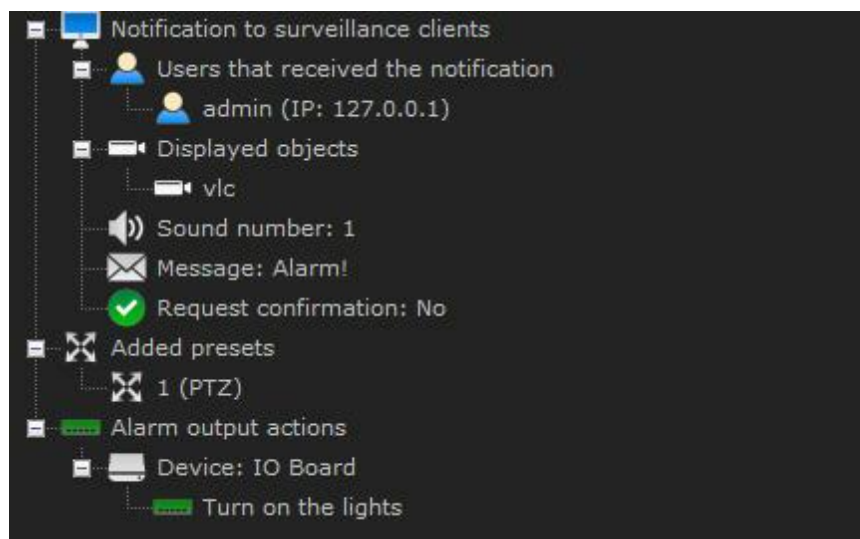 Notification to surveillance clients
Users that received the notification
admin (IP: 127.0.0.1)
Displayed objects
vlc
Sound number: 1
Message: Alarm!
Request confirmation: No
Added presets
1 (PTZ)
Alarm output actions
Device: IO Board
Turn on the lights